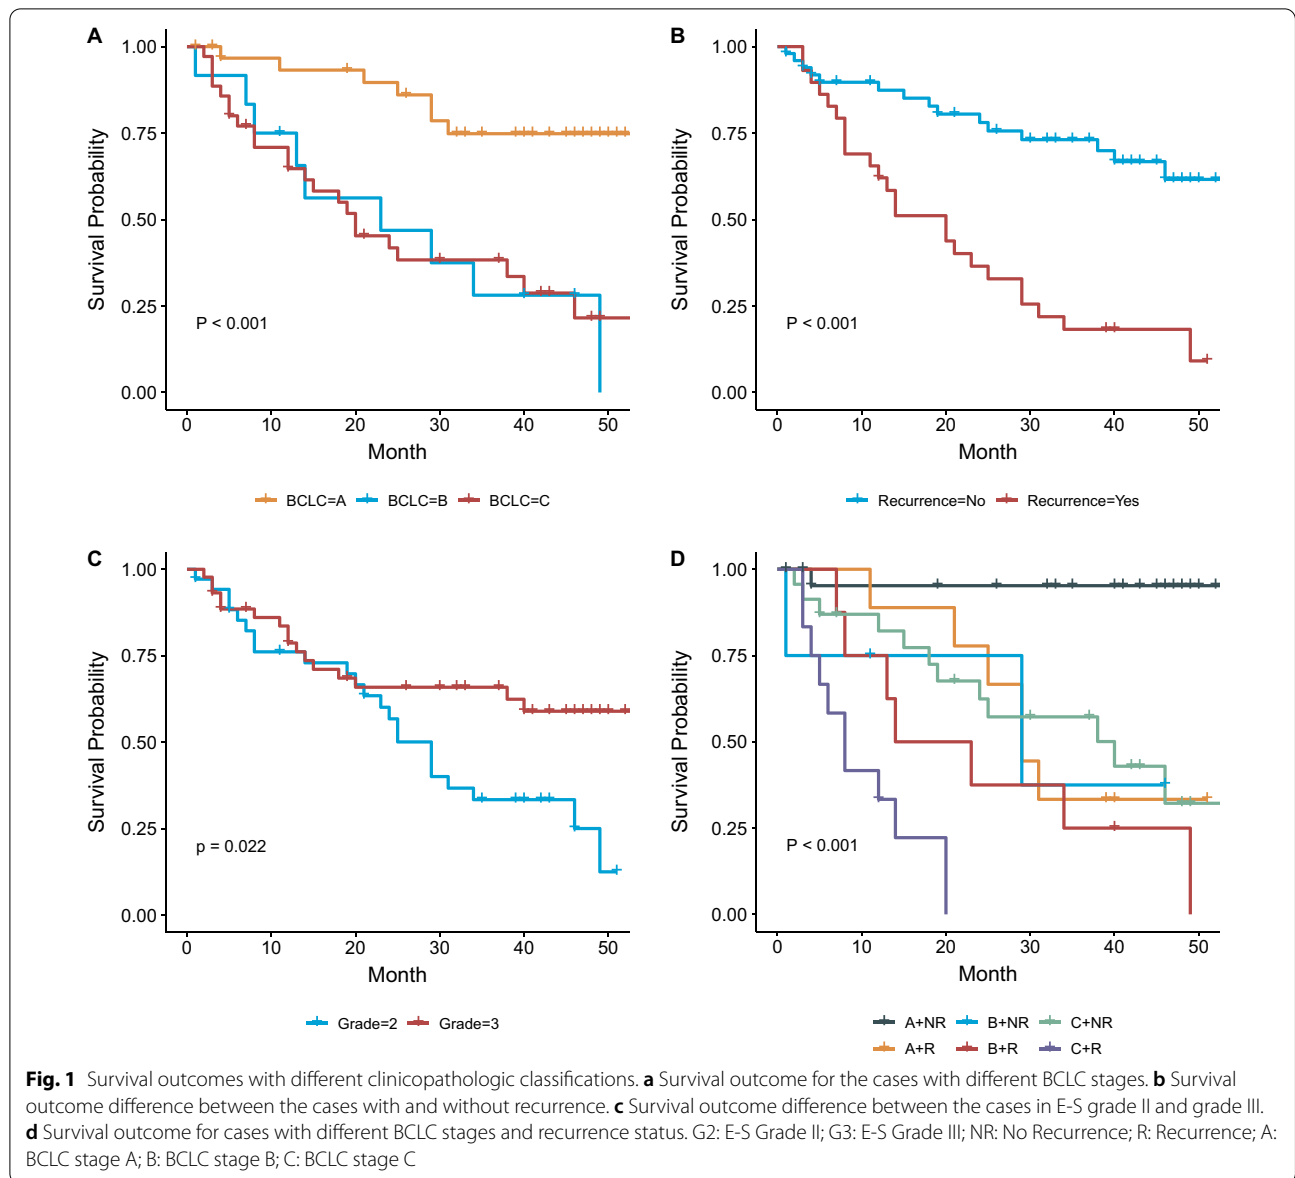 A
1.00
0.75
0.50
0.25
0.00
Survival Probability
P < 0.001
0 10 20 30 40 50
Month
BCLC=A BCLC=B BCLC=C
B
1.00
0.75
0.50
0.25
0.00
Survival Probability
P < 0.001
0 10 20 30 40 50
Month
Recurrence=No Recurrence=Yes
C
1.00
0.75
0.50
0.25
0.00
Survival Probability
p = 0.022
0 10 20 30 40 50
Month
Grade=2 Grade=3
D
1.00
0.75
0.50
0.25
0.00
Survival Probability
P < 0.001
0 10 20 30 40 50
Month
A+NR B+NR C+NR
A+R B+R C+R
Fig. 1 Survival outcomes with different clinicopathologic classifications. a Survival outcome for the cases with different BCLC stages. b Survival
outcome difference between the cases with and without recurrence. c Survival outcome difference between the cases in E-S grade II and grade III.
d Survival outcome for cases with different BCLC stages and recurrence status. G2: E-S Grade II; G3: E-S Grade III; NR: No Recurrence; R: Recurrence; A:
BCLC stage A; B: BCLC stage B; C: BCLC stage C